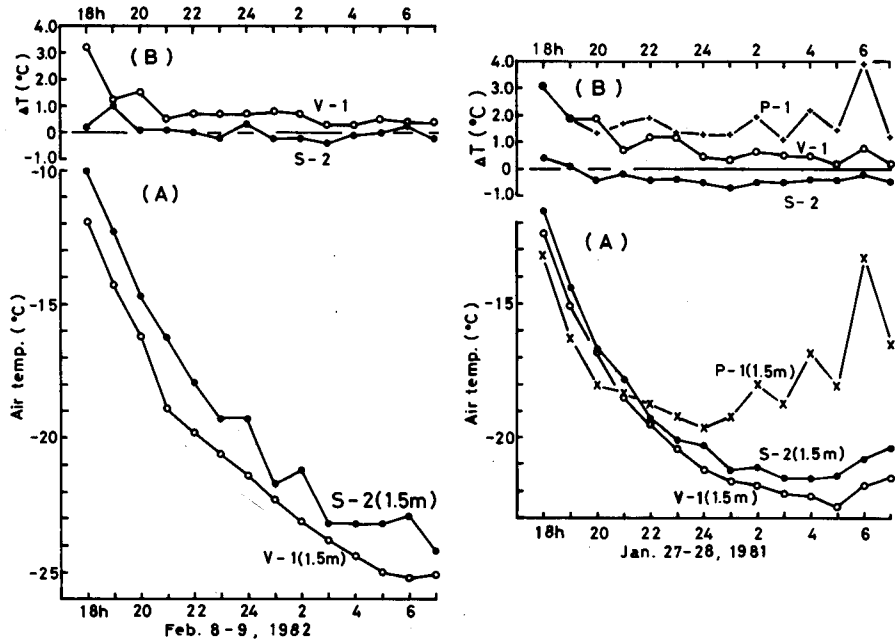 18h 20 22 24 2 4 6
4.0
3.0
2.0
1.0
0
-1.0
ΔT (°C)
(B)
V-1
S-2
-10
-15
-20
-25
Air temp. (°C)
(A)
S-2(1.5m)
V-1(1.5m)
18h 20 22 24 2 4 6
Feb. 8-9, 1982
18h 20 22 24 2 4 6
4.0
3.0
2.0
1.0
0
-1.0
ΔT (°C)
(B)
P-1
V-1
S-2
-15
-20
Air temp. (°C)
(A)
P-1(1.5m)
S-2(1.5m)
V-1(1.5m)
18h 20 22 24 2 4 6
Jan. 27-28, 1981